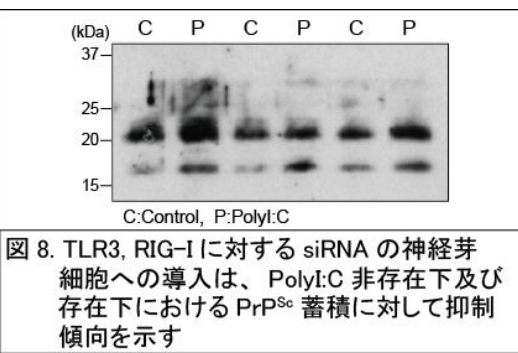 (kDa) C P C P C P
37
25
20
15
C:Control, P:PolyI:C
図 8. TLR3, RIG-I に対する siRNA の神経芽
細胞への導入は、 PolyI:C 非存在下及び
存在下における PrPSc 蓄積に対して抑制
傾向を示す